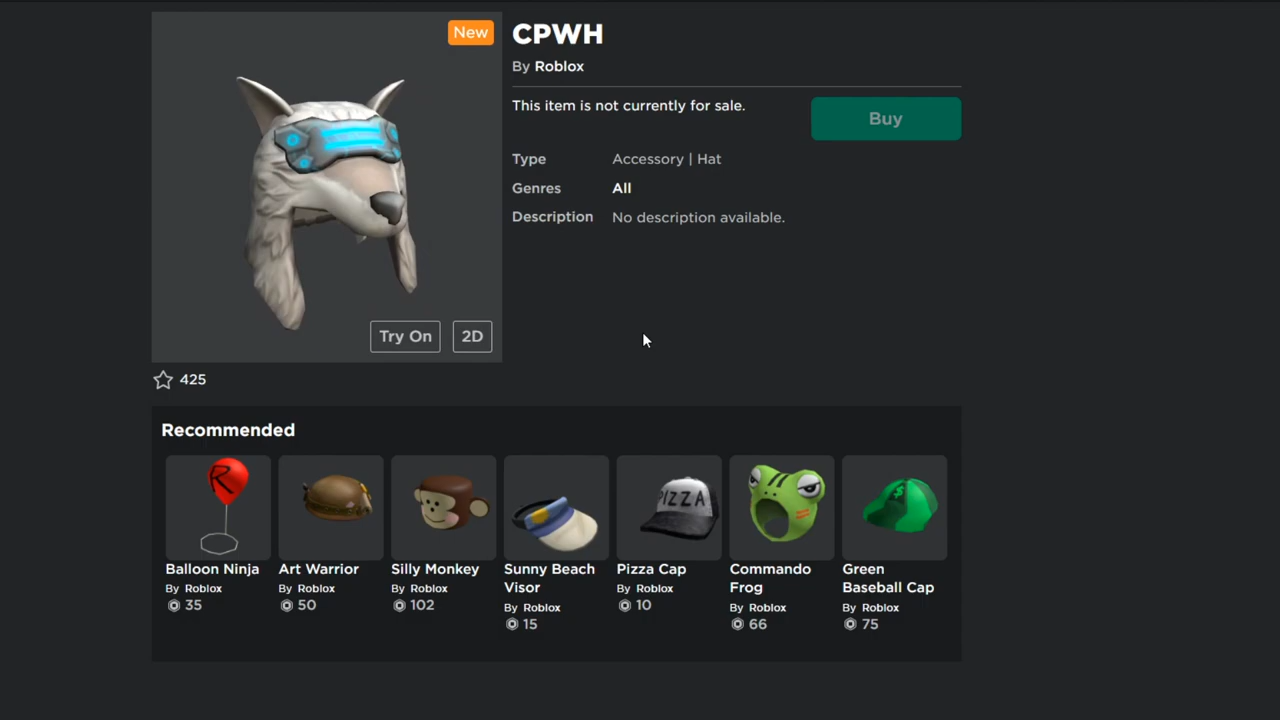 New
CPWH
By Roblox
This item is not currently for sale.
Buy
Type Accessory | Hat
Genres All
Description No description available.
Try On 2D
425
Recommended
R
PIZZA
$
Balloon Ninja
By Roblox
35
Art Warrior
By Roblox
50
Silly Monkey
By Roblox
102
Sunny Beach
Visor
By Roblox
15
Pizza Cap
By Roblox
10
Commando
Frog
By Roblox
66
Green
Baseball Cap
By Roblox
75